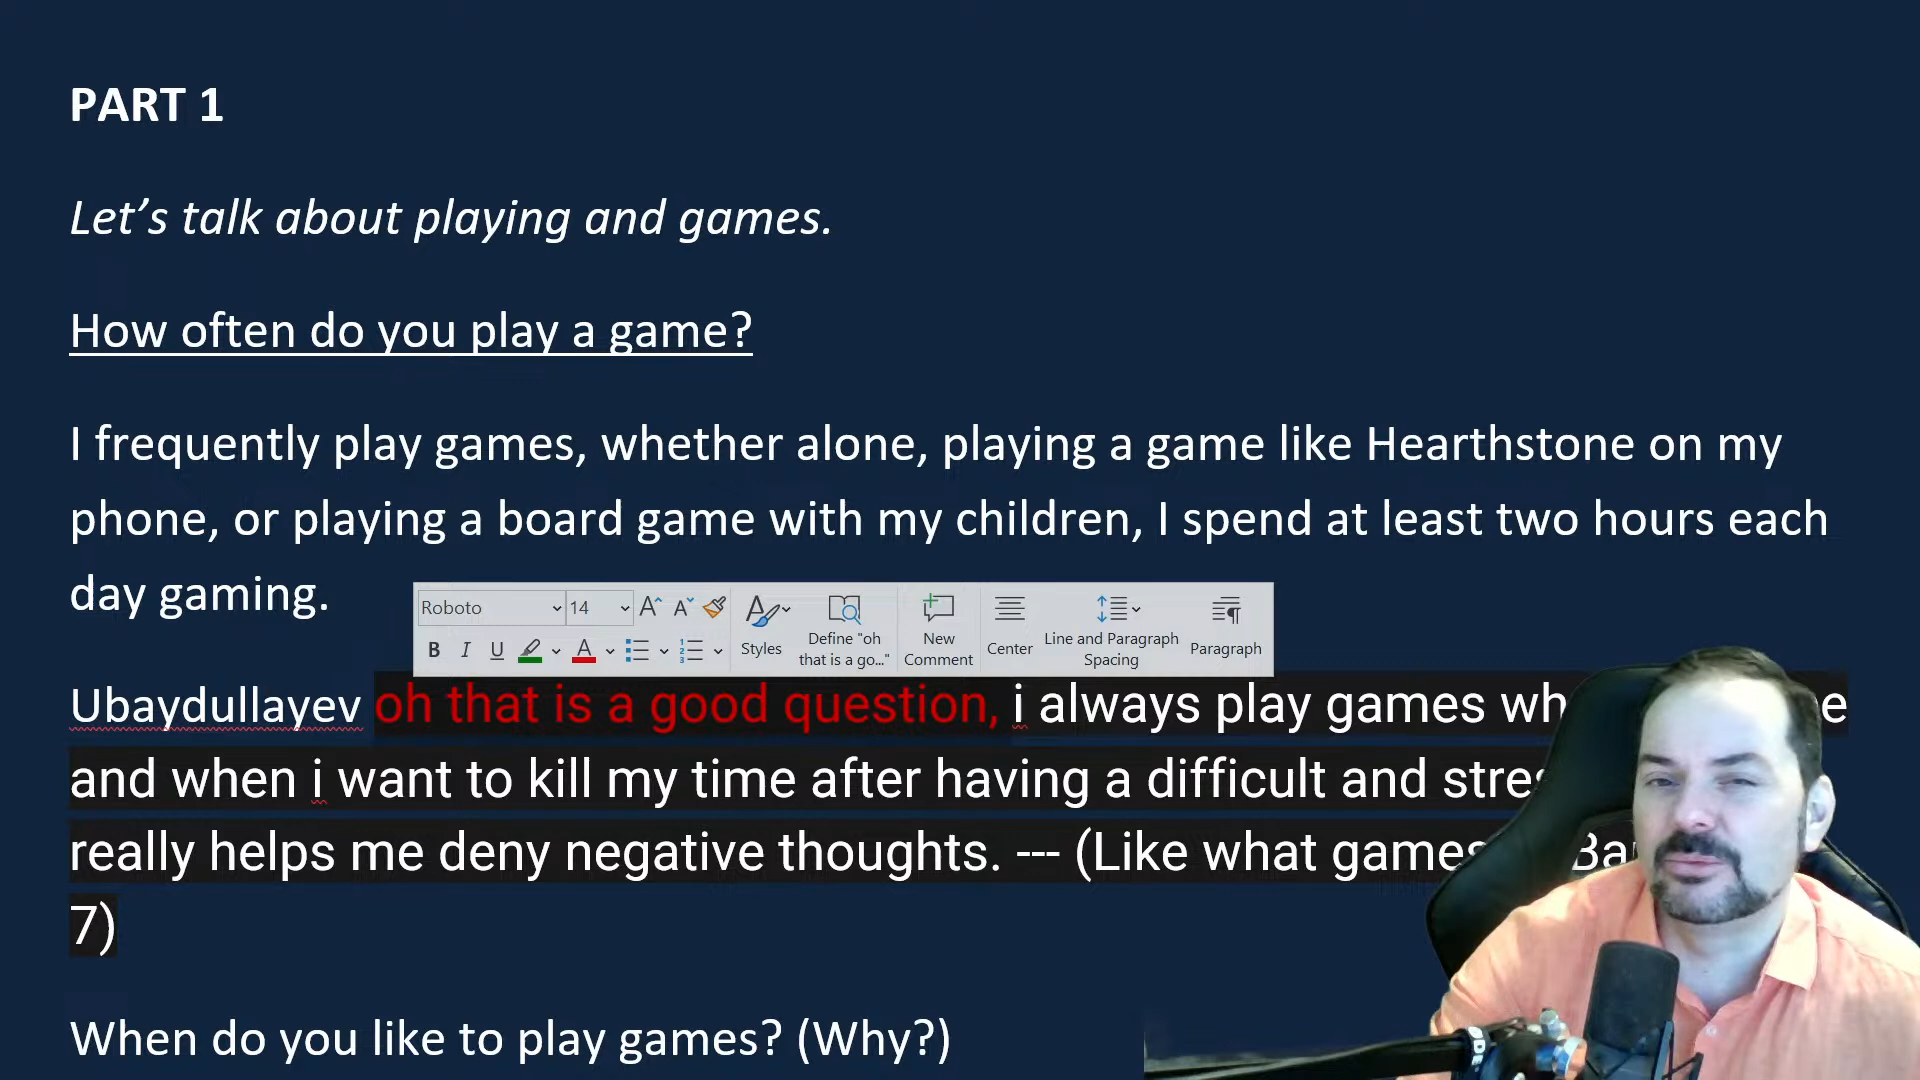 PART 1
Let’s talk about playing and games.
How often do you play a game?
I frequently play games, whether alone, playing a game like Hearthstone on my
phone, or playing a board game with my children, I spend at least two hours each
day gaming.
Roboto 14 A A Styles Define "oh that is a go..." New Comment Center Line and Paragraph Spacing Paragraph
B I U A
Ubaydullayev oh that is a good question, i always play games wh e
and when i want to kill my time after having a difficult and stres
really helps me deny negative thoughts. --- (Like what games Ba
7)
When do you like to play games? (Why?)